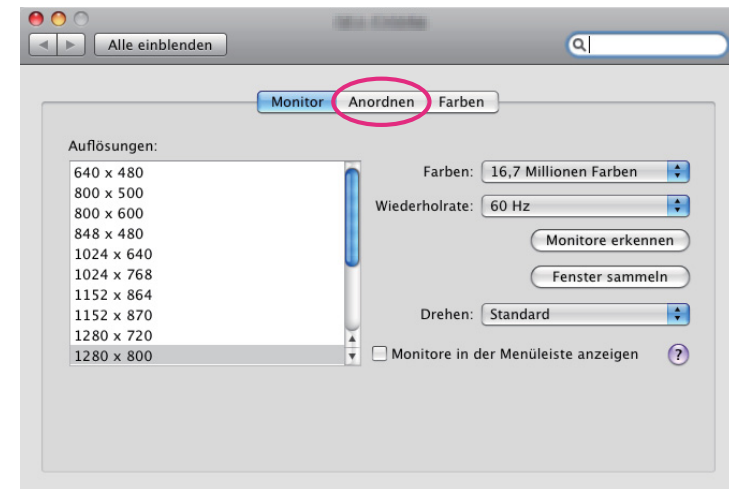 Alle einblenden
Monitor Anordnen Farben
Auflösungen:
640 x 480
800 x 500
800 x 600
848 x 480
1024 x 640
1024 x 768
1152 x 864
1152 x 870
1280 x 720
1280 x 800
Farben: 16,7 Millionen Farben
Wiederholrate: 60 Hz
Monitore erkennen
Fenster sammeln
Drehen: Standard
Monitore in der Menüleiste anzeigen ?